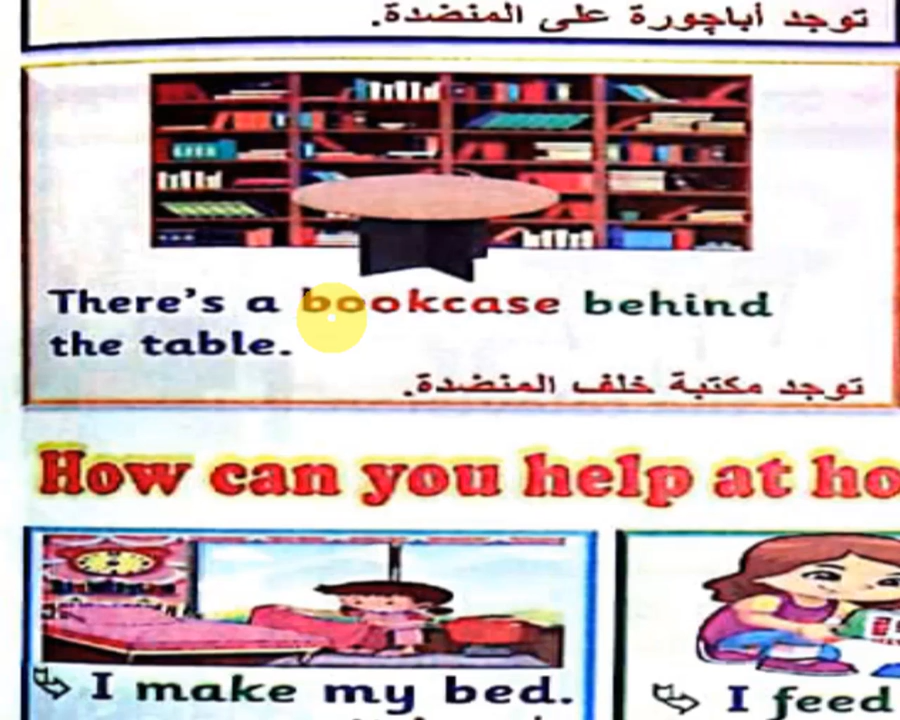 توجد أباجورة على المنضدة.
There's a bookcase behind
the table.
توجد مكتبة خلف المنضدة.
How can you help at ho
I make my bed.
I feed